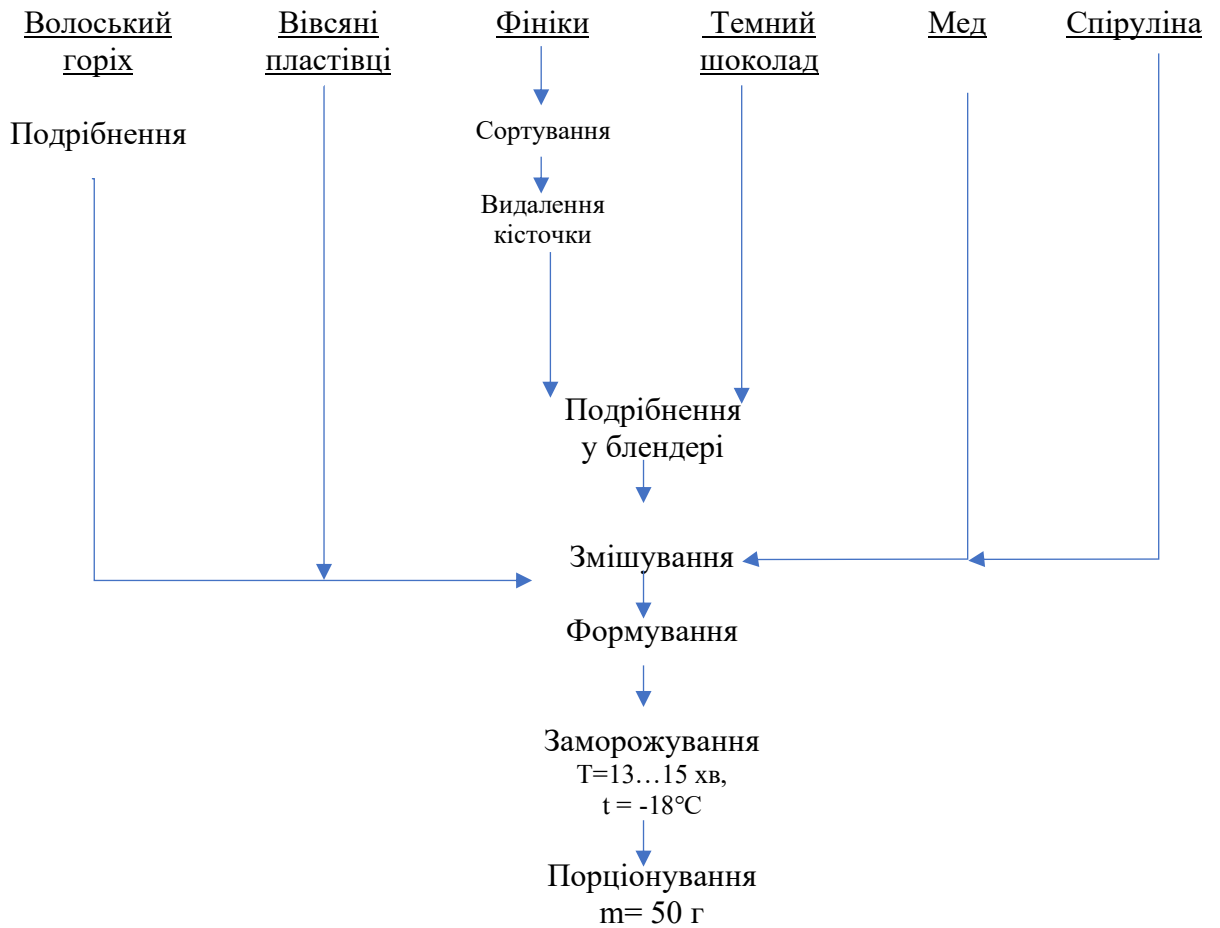 Волоський
горіх
Вівсяні
пластівці
Фініки
Темний
шоколад
Мед
Спіруліна
Подрібнення
Сортування
Видалення
кісточки
Подрібнення
у блендері
Змішування
Формування
Заморожування
T=13…15 хв,
t = -18°С
Порціонування
m= 50 г